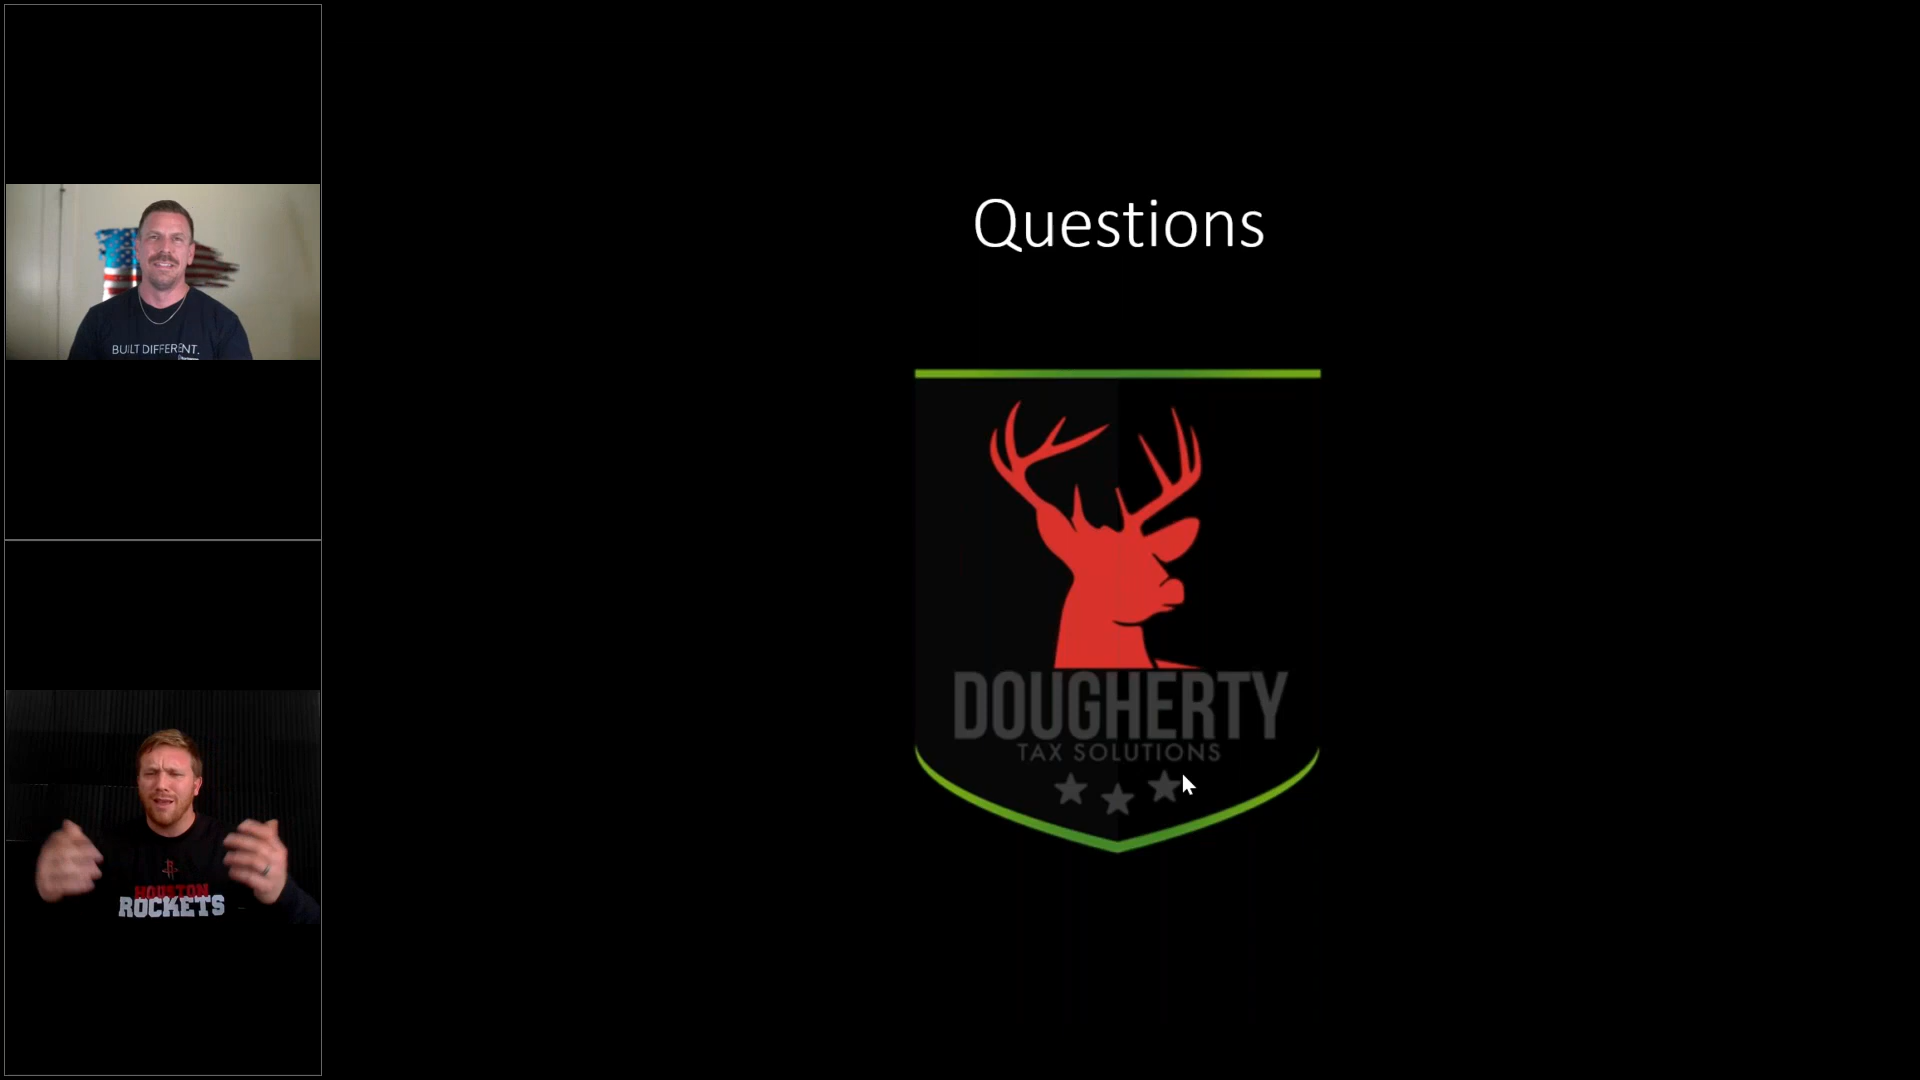 BUILT DIFFERENT.
HOUSTON
ROCKETS
Questions
DOUGHERTY
TAX SOLUTIONS